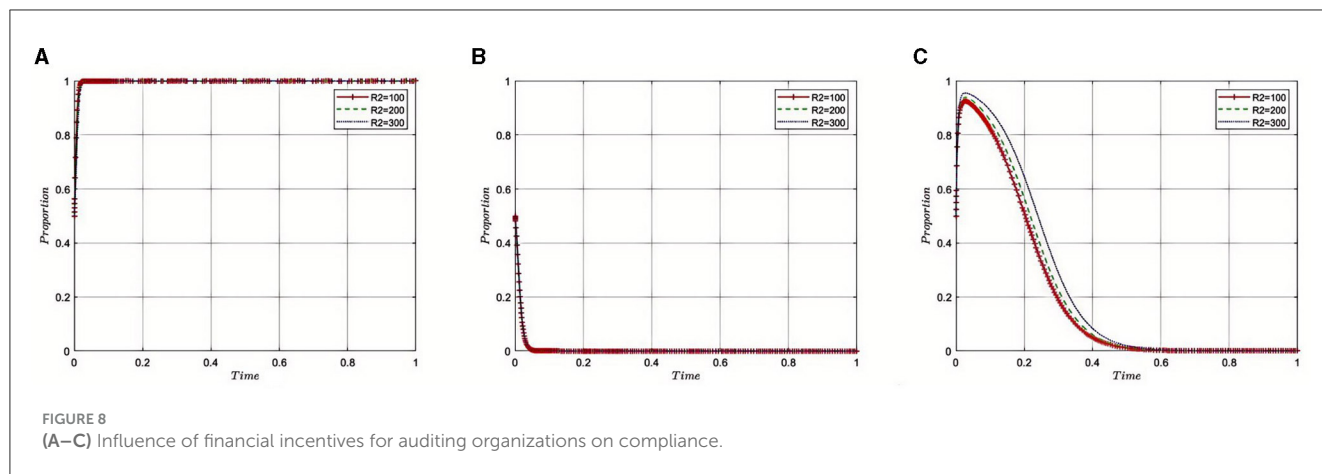 A
Proportion
1
0.8
0.6
0.4
0.2
0
0 0.2 0.4 0.6 0.8 1
Time
R2=100
R2=200
R2=300
B
Proportion
1
0.8
0.6
0.4
0.2
0
0 0.2 0.4 0.6 0.8 1
Time
R2=100
R2=200
R2=300
C
Proportion
1
0.8
0.6
0.4
0.2
0
0 0.2 0.4 0.6 0.8 1
Time
R2=100
R2=200
R2=300
FIGURE 8
(A–C) Influence of financial incentives for auditing organizations on compliance.